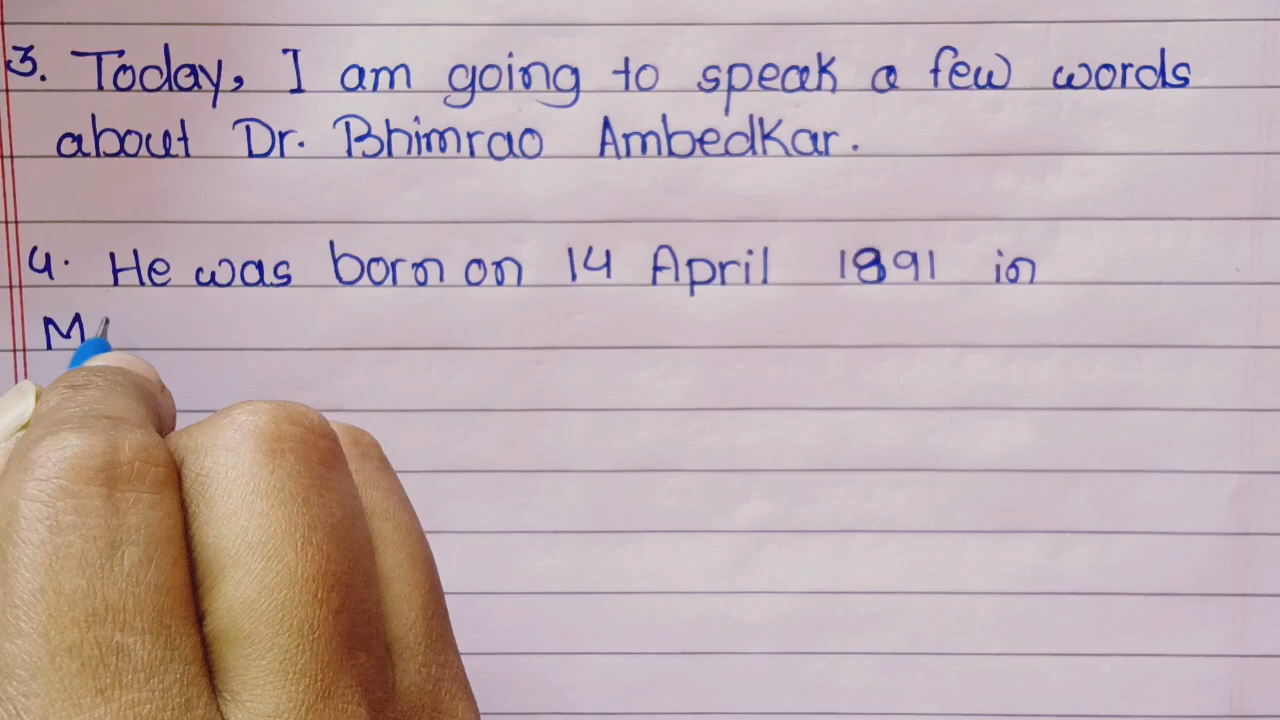 3. Today, I am going to speak a few words
about Dr. Bhimrao Ambedkar.
4. He was born on 14 April 1891 in
M